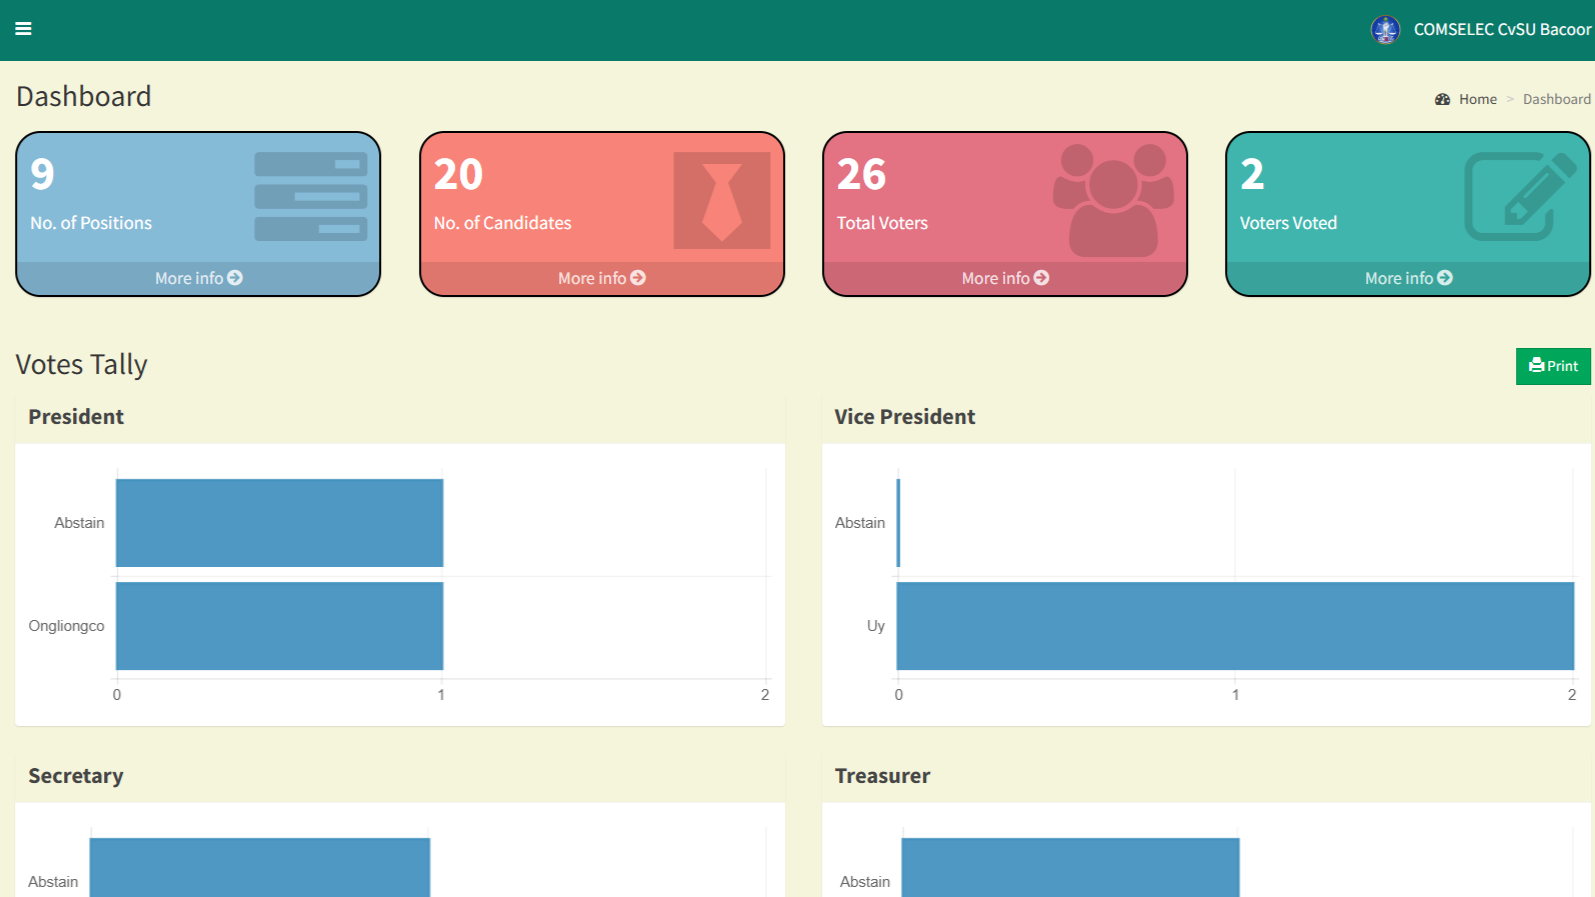 COMSELEC CvSU Bacoor
Dashboard
Home > Dashboard
9
No. of Positions
More info
20
No. of Candidates
More info
26
Total Voters
More info
2
Voters Voted
More info
Votes Tally
Print
President
Abstain
Ongliongco
0 1 2
Vice President
Abstain
Uy
0 1 2
Secretary
Abstain
Treasurer
Abstain